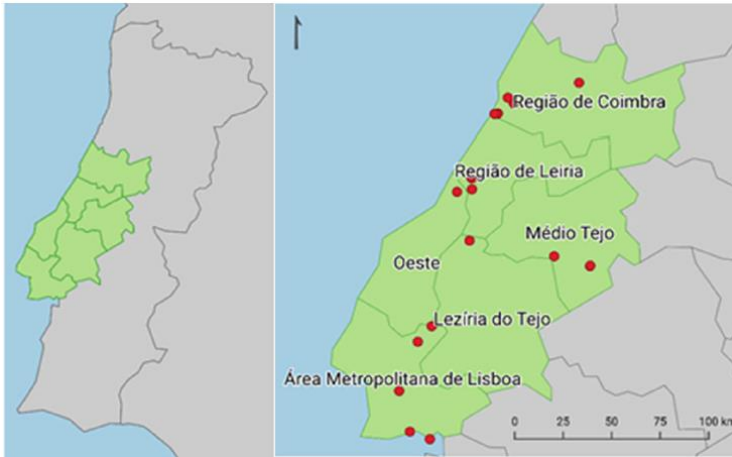 Região de Coimbra
Região de Leiria
Médio Tejo
Oeste
Lezíria do Tejo
Área Metropolitana de Lisboa
0 25 50 75 100 km